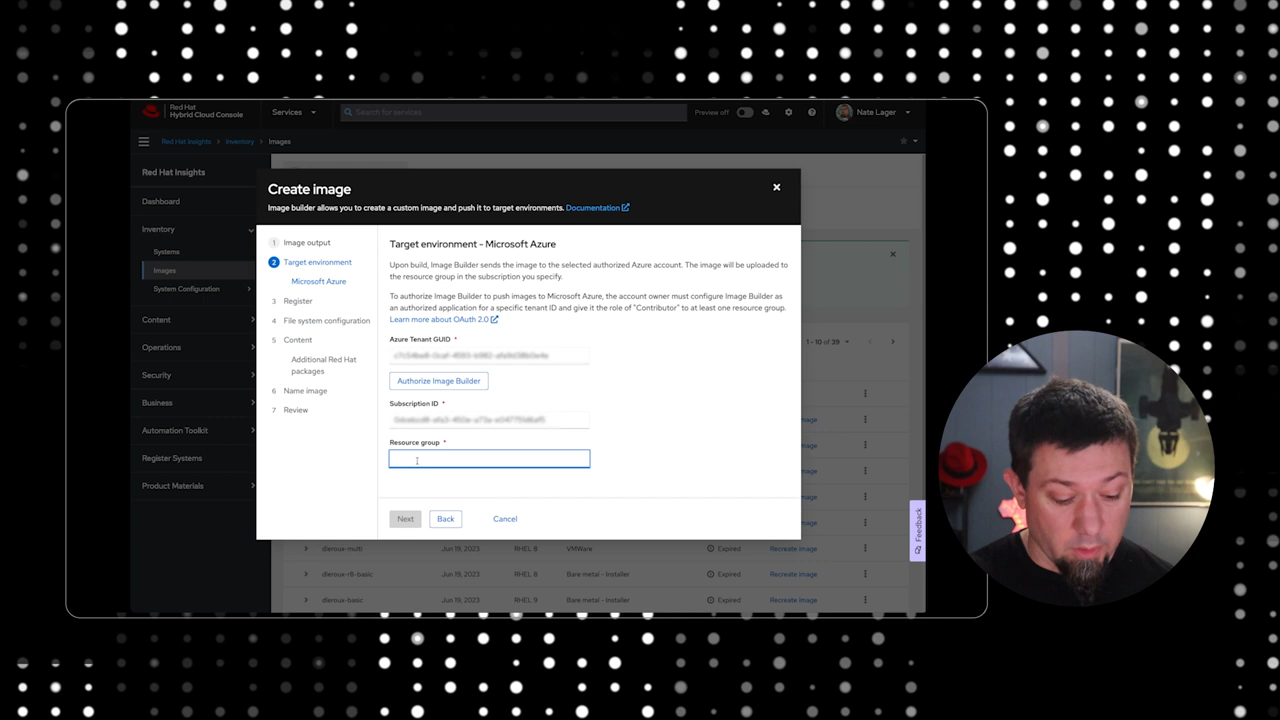 Red Hat
Hybrid Cloud Console
Services
Search for services
Preview off
Nate Lager
Red Hat Insights > Inventory > Images
Red Hat Insights
Dashboard
Inventory
Systems
Images
System Configuration
Content
Operations
Security
Business
Automation Toolkit
Register Systems
Product Materials
Create image
Image builder allows you to create a custom image and push it to target environments. Documentation
1 Image output
2 Target environment
Microsoft Azure
3 Register
4 File system configuration
5 Content
Additional Red Hat
packages
6 Name image
7 Review
Target environment - Microsoft Azure
Upon build, Image Builder sends the image to the selected authorized Azure account. The image will be uploaded to
the resource group in the subscription you specify.
To authorize Image Builder to push images to Microsoft Azure, the account owner must configure Image Builder as
an authorized application for a specific tenant ID and give it the role of "Contributor" to at least one resource group.
Learn more about OAuth 2.0
Azure Tenant GUID *
Authorize Image Builder
Subscription ID *
Resource group *
Next
Back
Cancel
1 - 10 of 39
dleroux-multi Jun 19, 2023 RHEL 8 VMWare Expired Recreate image
dleroux-r8-basic Jun 19, 2023 RHEL 8 Bare metal - Installer Expired Recreate image
dleroux-basic Jun 19, 2023 RHEL 9 Bare metal - Installer Expired Recreate image
Feedback